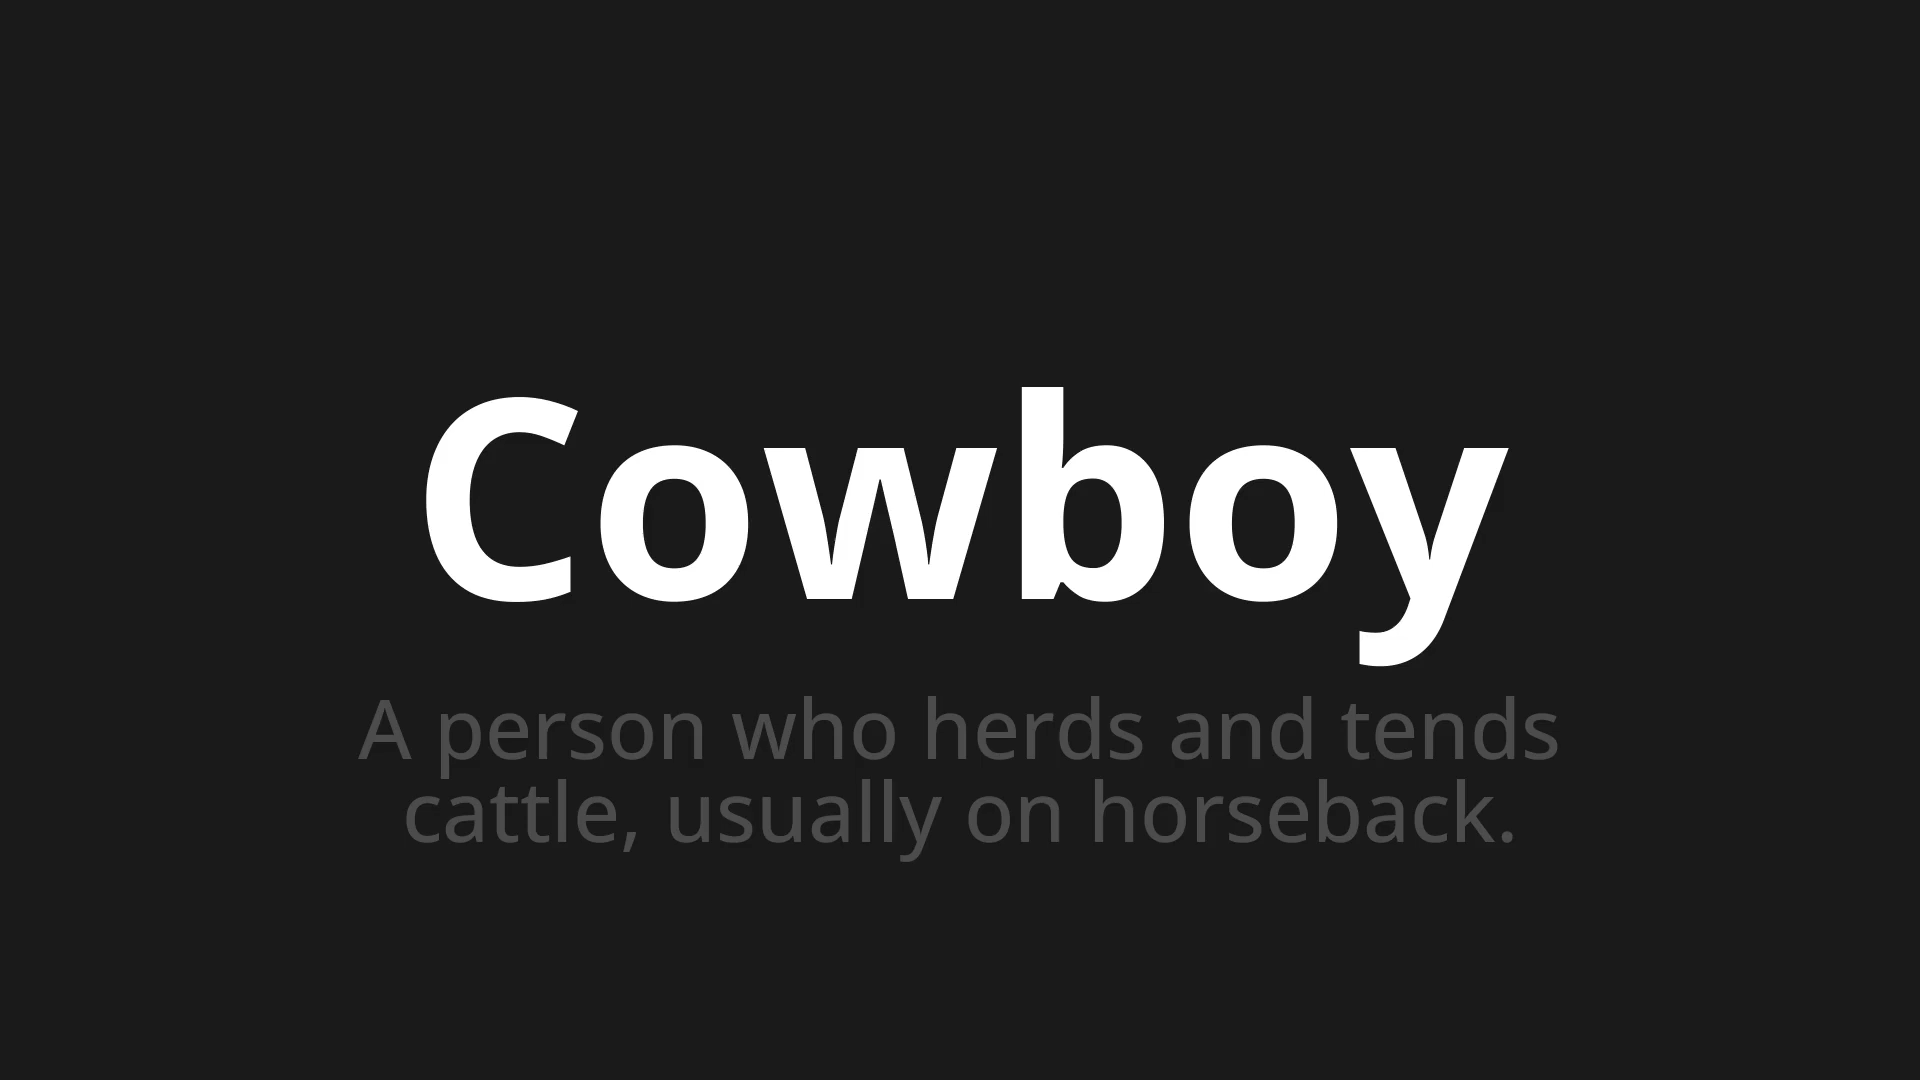 Cowboy
A person who herds and tends
cattle, usually on horseback.